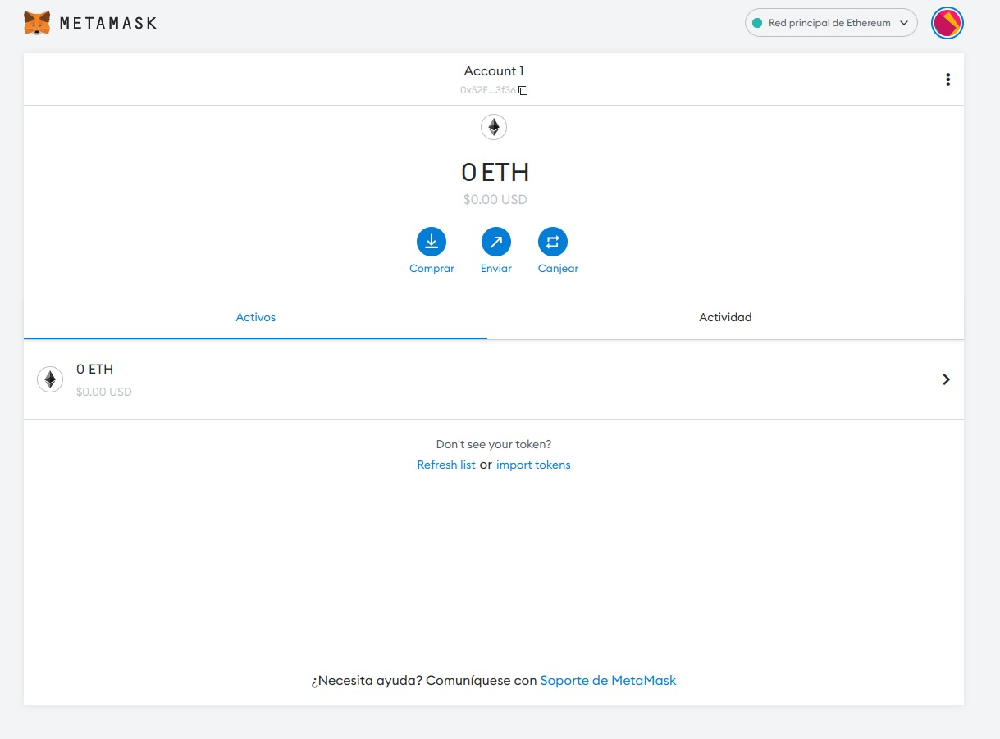 METAMASK
Red principal de Ethereum
Account 1
0x52E...3f36
0 ETH
$0.00 USD
Comprar
Enviar
Canjear
Activos
Actividad
0 ETH
$0.00 USD
Don't see your token?
Refresh list or import tokens
¿Necesita ayuda? Comuníquese con Soporte de MetaMask